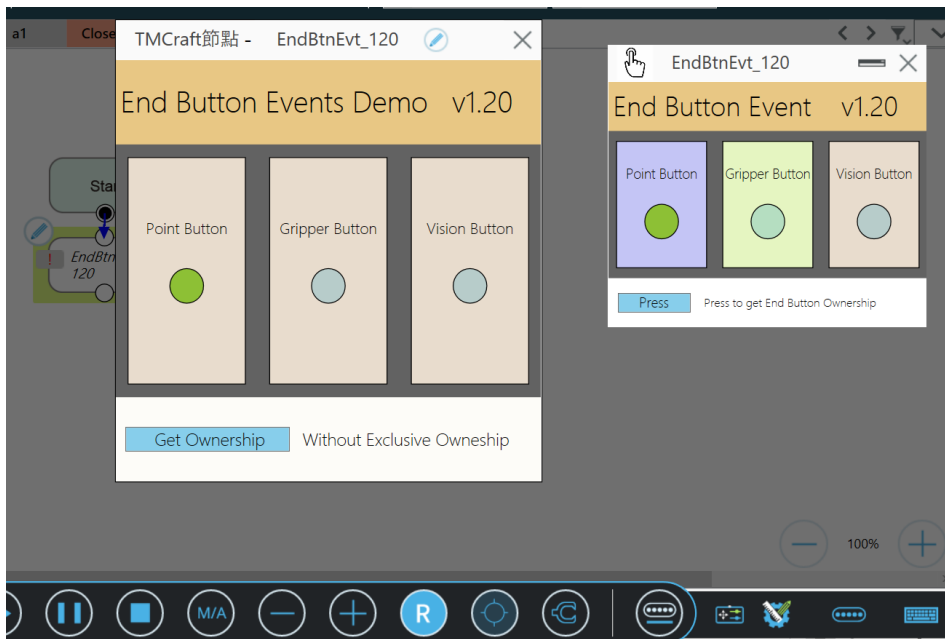 a1
Close
TMCraft節點 - EndBtnEvt_120
End Button Events Demo v1.20
Point Button
Gripper Button
Vision Button
Get Ownership
Without Exclusive Owneship
EndBtnEvt_120
End Button Event v1.20
Point Button
Gripper Button
Vision Button
Press
Press to get End Button Ownership
Star
!
EndBtn
120
100%
M/A
R